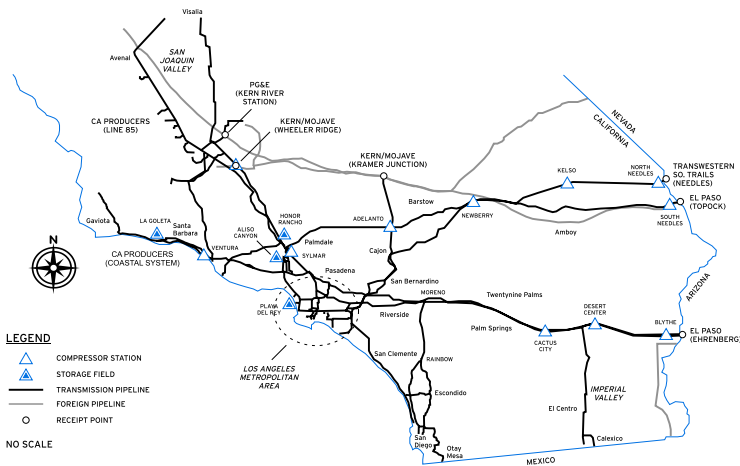 Visalia
SAN
JOAQUIN
VALLEY
Avenal
PG&E
(KERN RIVER
STATION)
CA PRODUCERS
(LINE 85)
KERN/MOJAVE
(WHEELER RIDGE)
KERN/MOJAVE
(KRAMER JUNCTION)
NEVADA
CALIFORNIA
KELSO
NORTH
NEEDLES
TRANSWESTERN
SO. TRAILS
(NEEDLES)
EL PASO
(TOPOCK)
SOUTH
NEEDLES
Barstow
NEWBERRY
ADELANTO
Amboy
Gaviota
LA GOLETA
Santa
Barbara
HONOR
RANCHO
ALISO
CANYON
Palmdale
SYLMAR
VENTURA
CA PRODUCERS
(COASTAL SYSTEM)
Cajon
N
Pasadena
San Bernardino
MORENO
Twentynine Palms
ARIZONA
PLAYA
DEL REY
Riverside
Palm Springs
DESERT
CENTER
CACTUS
CITY
BLYTHE
EL PASO
(EHRENBERG)
LOS ANGELES
METROPOLITAN
AREA
San Clemente
RAINBOW
Escondido
IMPERIAL
VALLEY
El Centro
Calexico
San
Diego
Otay
Mesa
MEXICO
LEGEND
COMPRESSOR STATION
STORAGE FIELD
TRANSMISSION PIPELINE
FOREIGN PIPELINE
RECEIPT POINT
NO SCALE